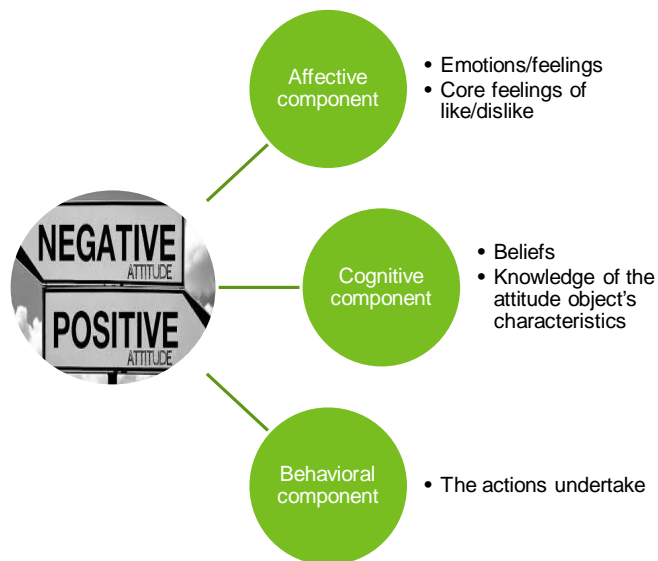 Affective
component
• Emotions/feelings
• Core feelings of
like/dislike
NEGATIVE
ATTITUDE
POSITIVE
ATTITUDE
Cognitive
component
• Beliefs
• Knowledge of the
attitude object's
characteristics
Behavioral
component
• The actions undertake